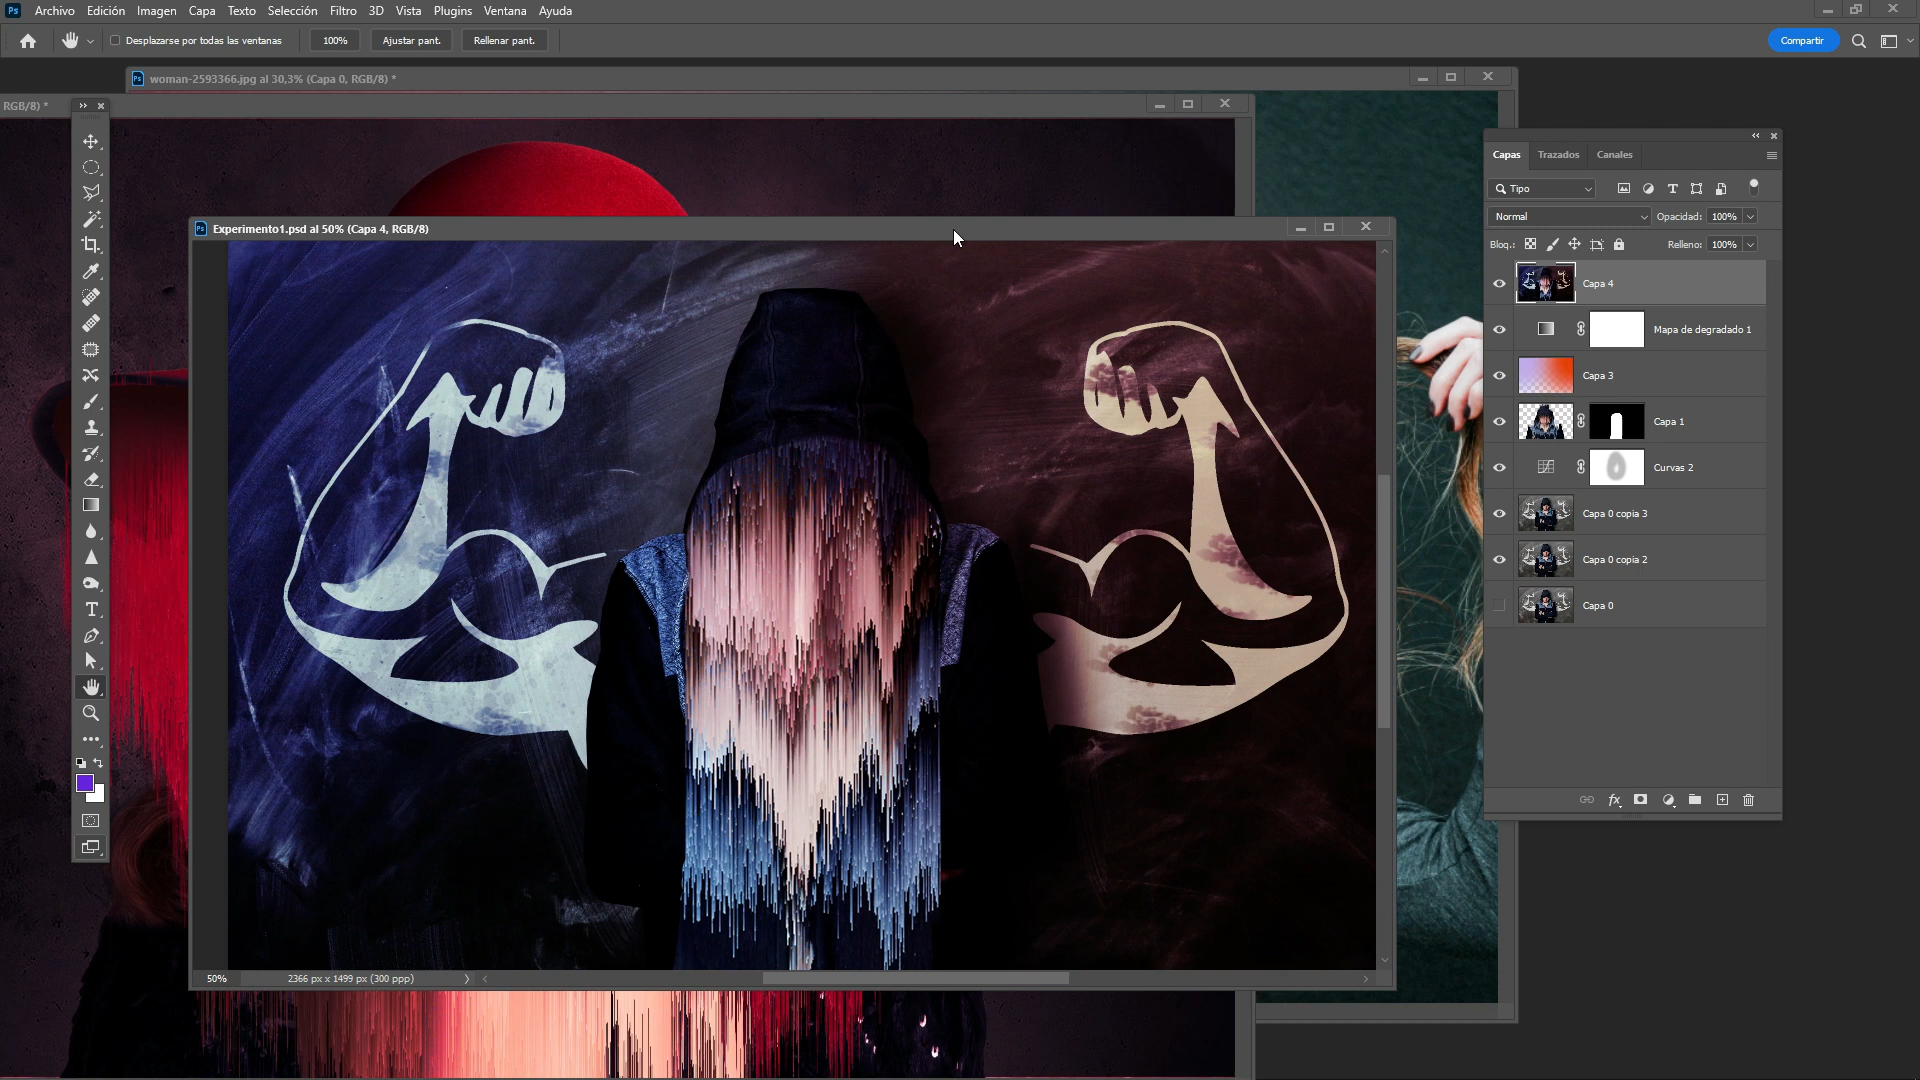 Ps Archivo Edición Imagen Capa Texto Selección Filtro 3D Vista Plugins Ventana Ayuda
Desplazarse por todas las ventanas 100% Ajustar pant. Rellenar pant. Compartir
Ps woman-2593366.jpg al 30,3% (Capa 0, RGB/8) *
RGB/8) *
Ps Experimento1.psd al 50% (Capa 4, RGB/8)
50% 2366 px x 1499 px (300 ppp)
Capas Trazados Canales
Tipo
Normal Opacidad: 100%
Bloq.: Relleno: 100%
Capa 4
Mapa de degradado 1
Capa 3
Capa 1
Curvas 2
Capa 0 copia 3
Capa 0 copia 2
Capa 0
fx